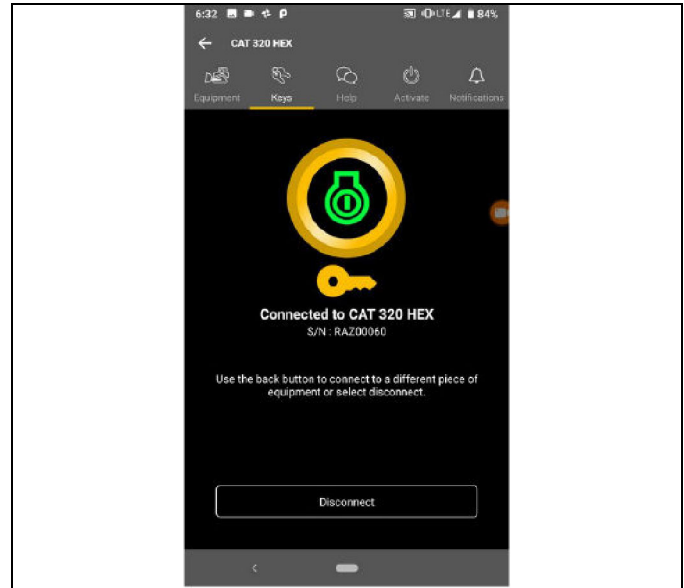 6:32
LTE 84%
CAT 320 HEX
Equipment Keys Help Activate Notifications
Connected to CAT 320 HEX
S/N : RAZ00060
Use the back button to connect to a different piece of
equipment or select disconnect.
Disconnect